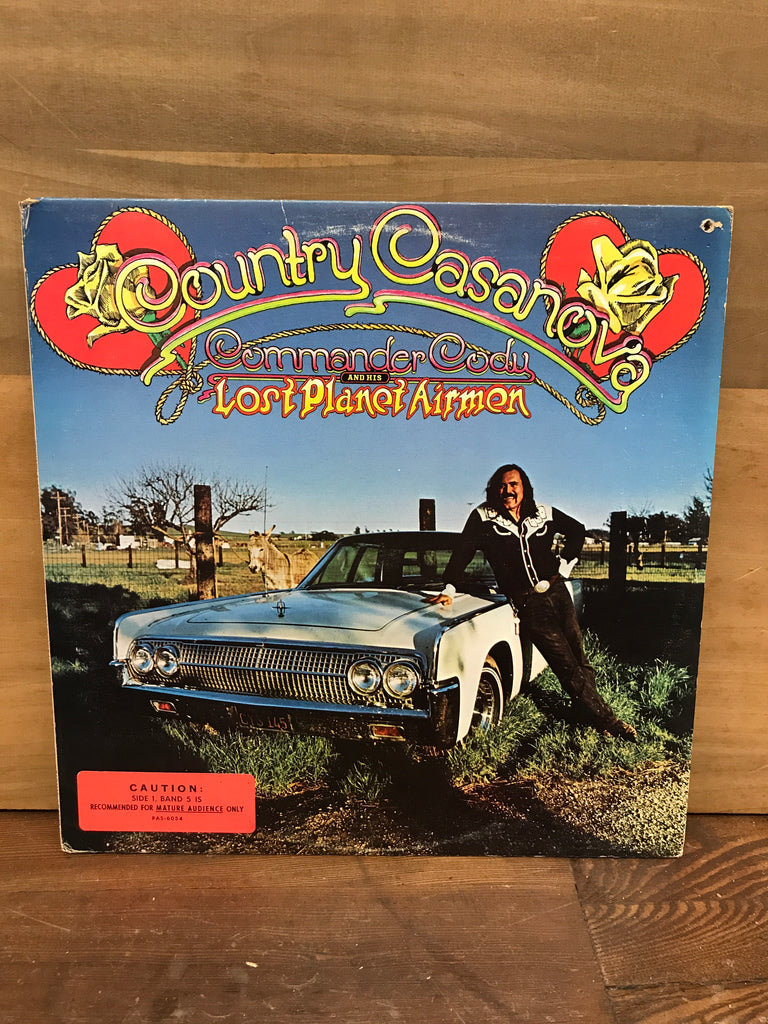 Country Casanova
Commander Cody
AND HIS
Lost Planet Airmen
CAUTION:
SIDE 1, BAND 5 IS
RECOMMENDED FOR MATURE AUDIENCE ONLY
PAS-6054